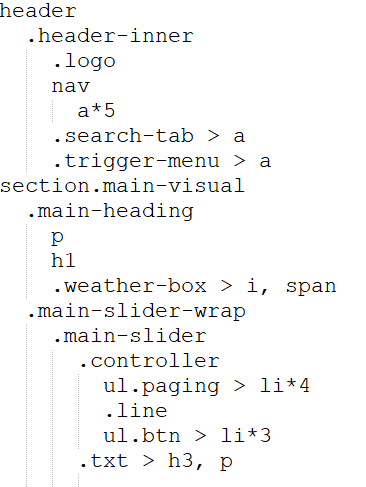 header
.header-inner
.logo
nav
a*5
.search-tab > a
.trigger-menu > a
section.main-visual
.main-heading
p
h1
.weather-box > i, span
.main-slider-wrap
.main-slider
.controller
ul.paging > li*4
.line
ul.btn > li*3
.txt > h3, p